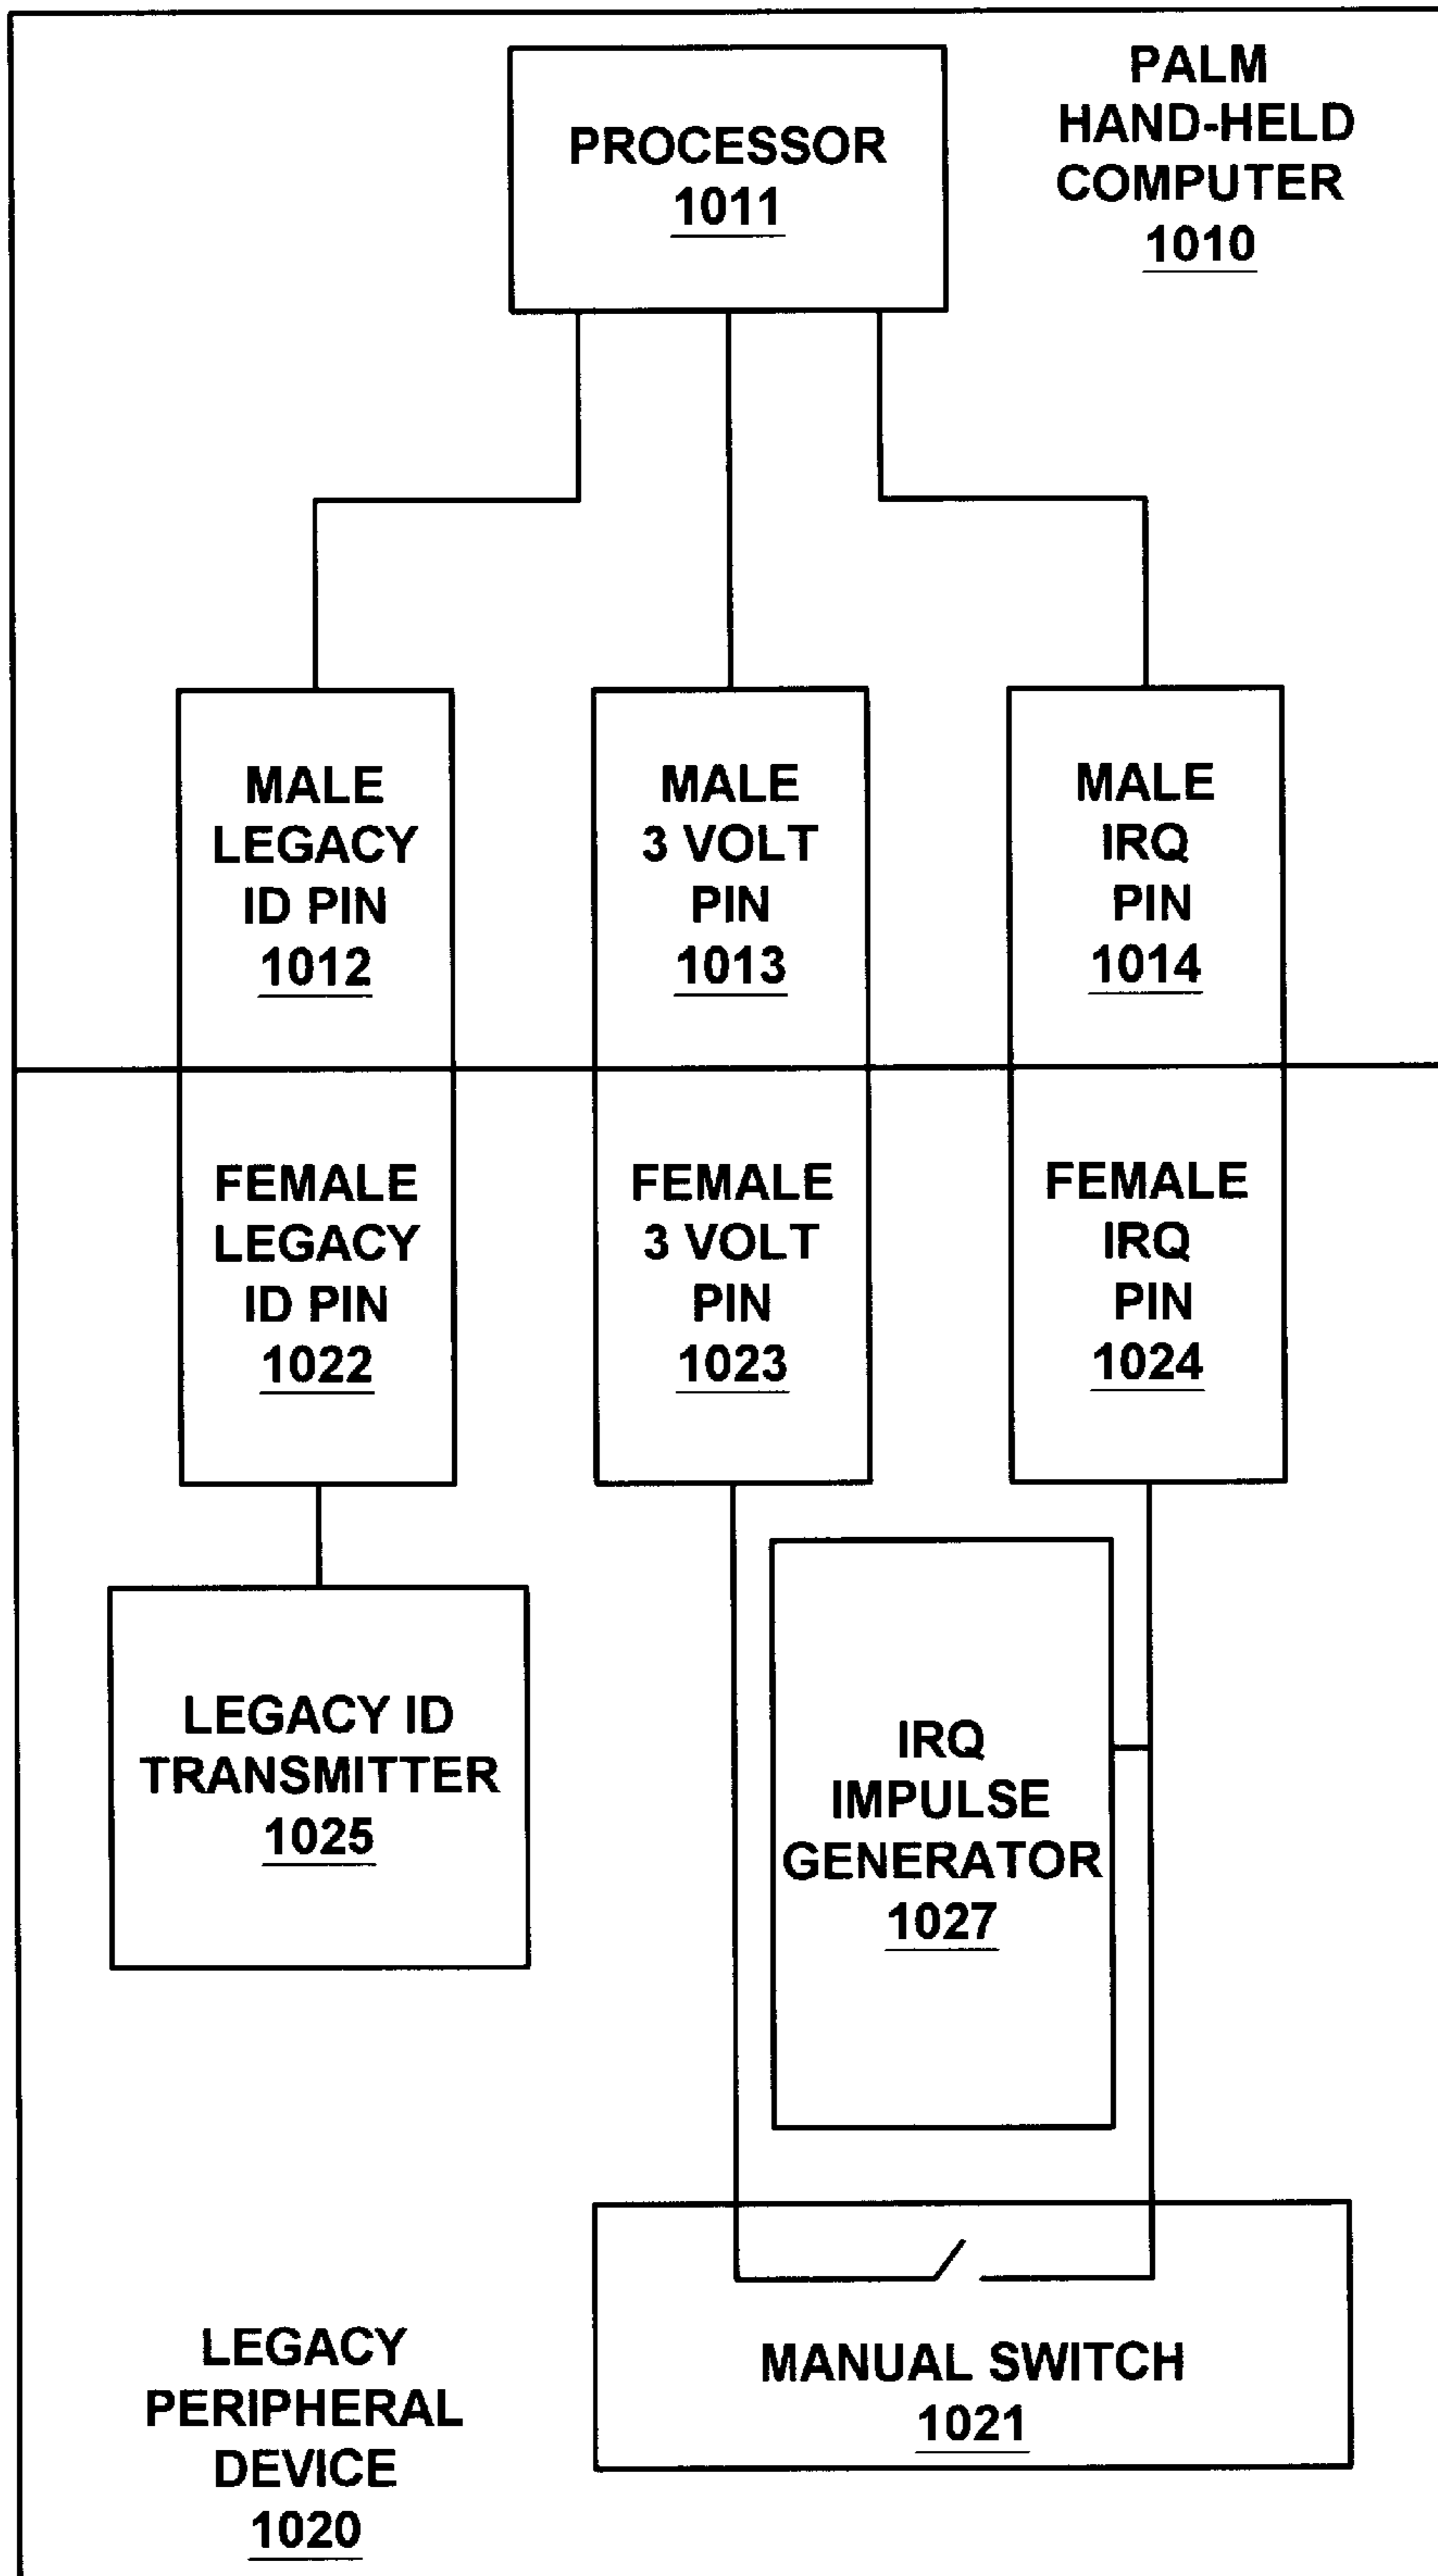 PROCESSOR
1011
PALM
HAND-HELD
COMPUTER
1010
MALE
LEGACY
ID PIN
1012
MALE
3 VOLT
PIN
1013
MALE
IRQ
PIN
1014
FEMALE
LEGACY
ID PIN
1022
FEMALE
3 VOLT
PIN
1023
FEMALE
IRQ
PIN
1024
LEGACY ID
TRANSMITTER
1025
IRQ
IMPULSE
GENERATOR
1027
MANUAL SWITCH
1021
LEGACY
PERIPHERAL
DEVICE
1020